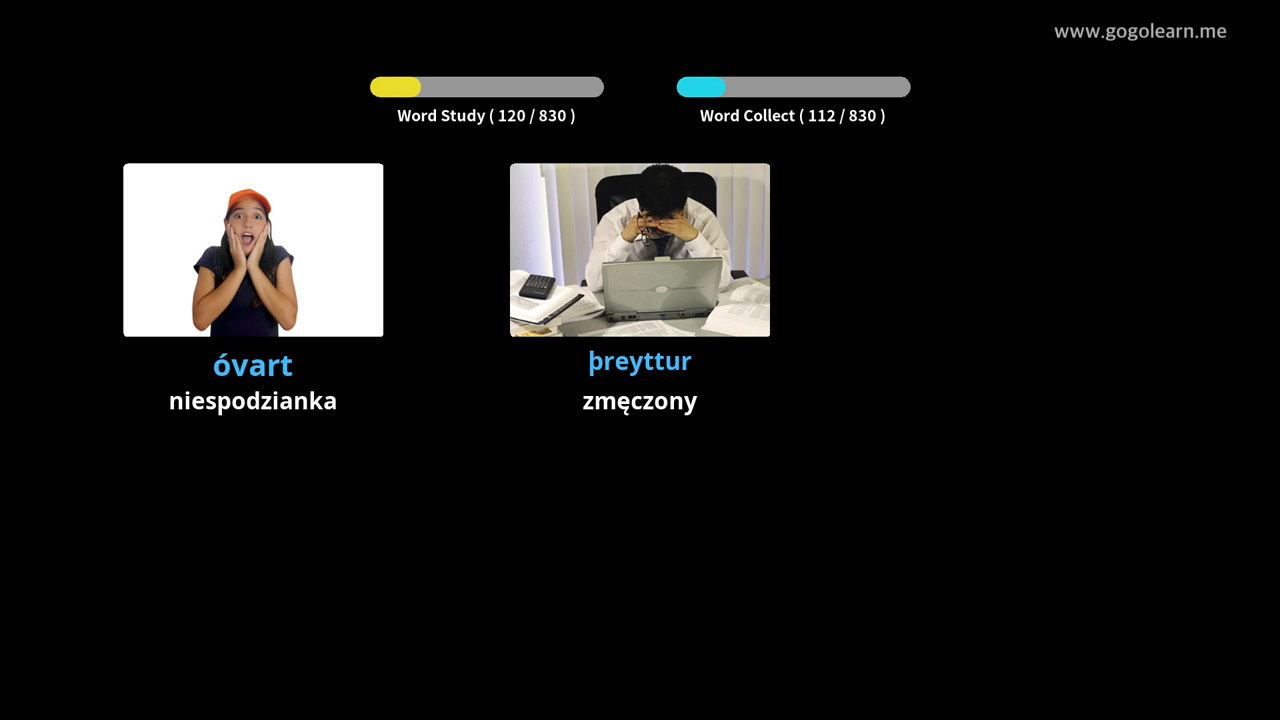 www.gogolearn.me
Word Study ( 120 / 830 )
Word Collect ( 112 / 830 )
óvart
niespodzianka
þreyttur
zmęczony